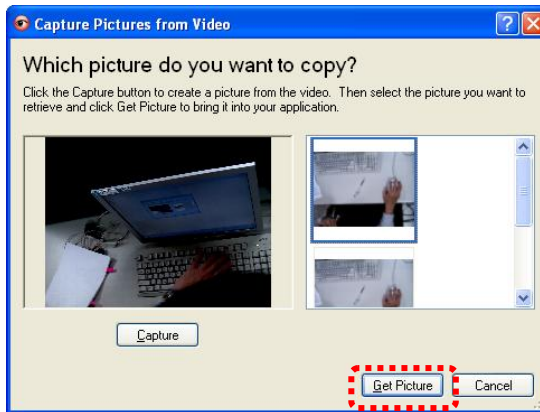 Capture Pictures from Video
Which picture do you want to copy?
Click the Capture button to create a picture from the video. Then select the picture you want to
retrieve and click Get Picture to bring it into your application.
Capture
Get Picture
Cancel